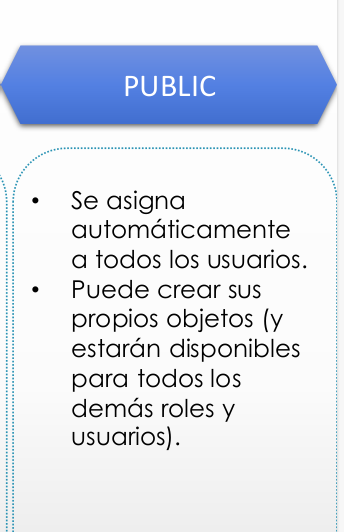 PUBLIC
• Se asigna
automáticamente
a todos los usuarios.
• Puede crear sus
propios objetos (y
estarán disponibles
para todos los
demás roles y
usuarios).